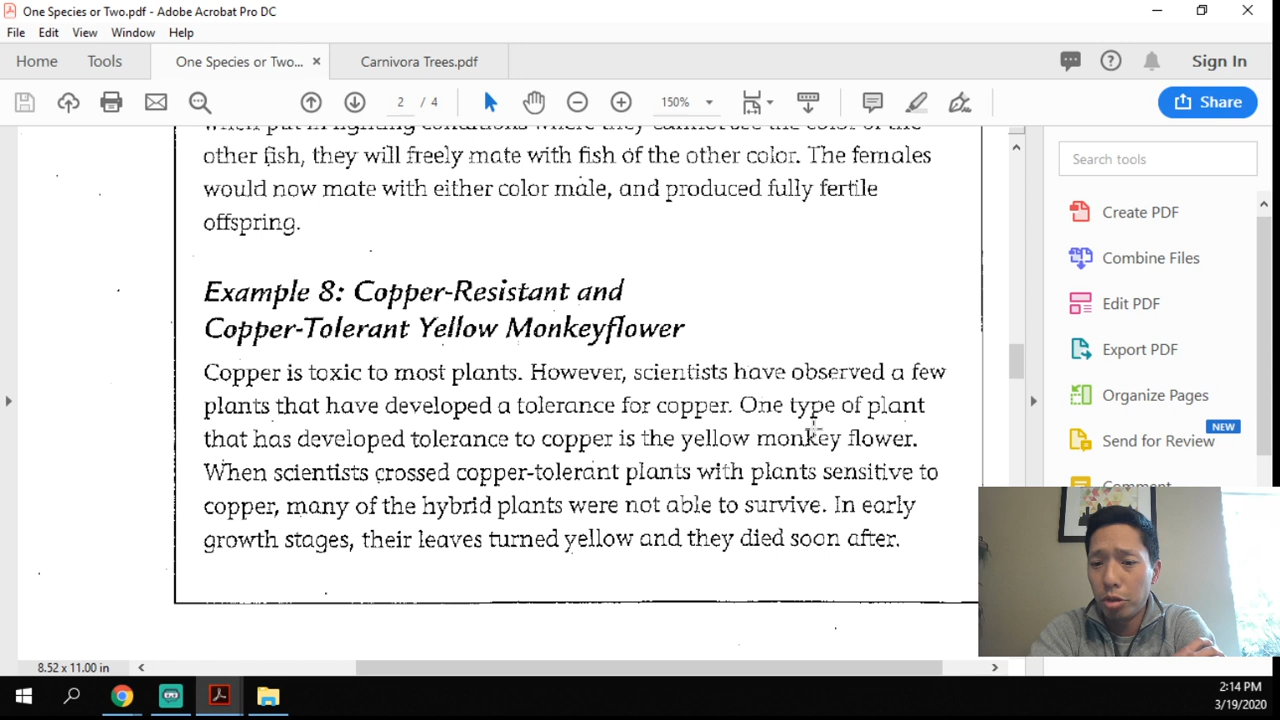 One Species or Two.pdf - Adobe Acrobat Pro DC
File Edit View Window Help
Home Tools One Species or Two... × Carnivora Trees.pdf Sign In
2 / 4 150% Share
when put in lighting conditions where they cannot see the color of the
other fish, they will freely mate with fish of the other color. The females
would now mate with either color male, and produced fully fertile
offspring.
Example 8: Copper-Resistant and
Copper-Tolerant Yellow Monkeyflower
Copper is toxic to most plants. However, scientists have observed a few
plants that have developed a tolerance for copper. One type of plant
that has developed tolerance to copper is the yellow monkey flower.
When scientists crossed copper-tolerant plants with plants sensitive to
copper, many of the hybrid plants were not able to survive. In early
growth stages, their leaves turned yellow and they died soon after.
Search tools
Create PDF
Combine Files
Edit PDF
Export PDF
Organize Pages
NEW
Send for Review
Comment
8.52 x 11.00 in
2:14 PM
3/19/2020